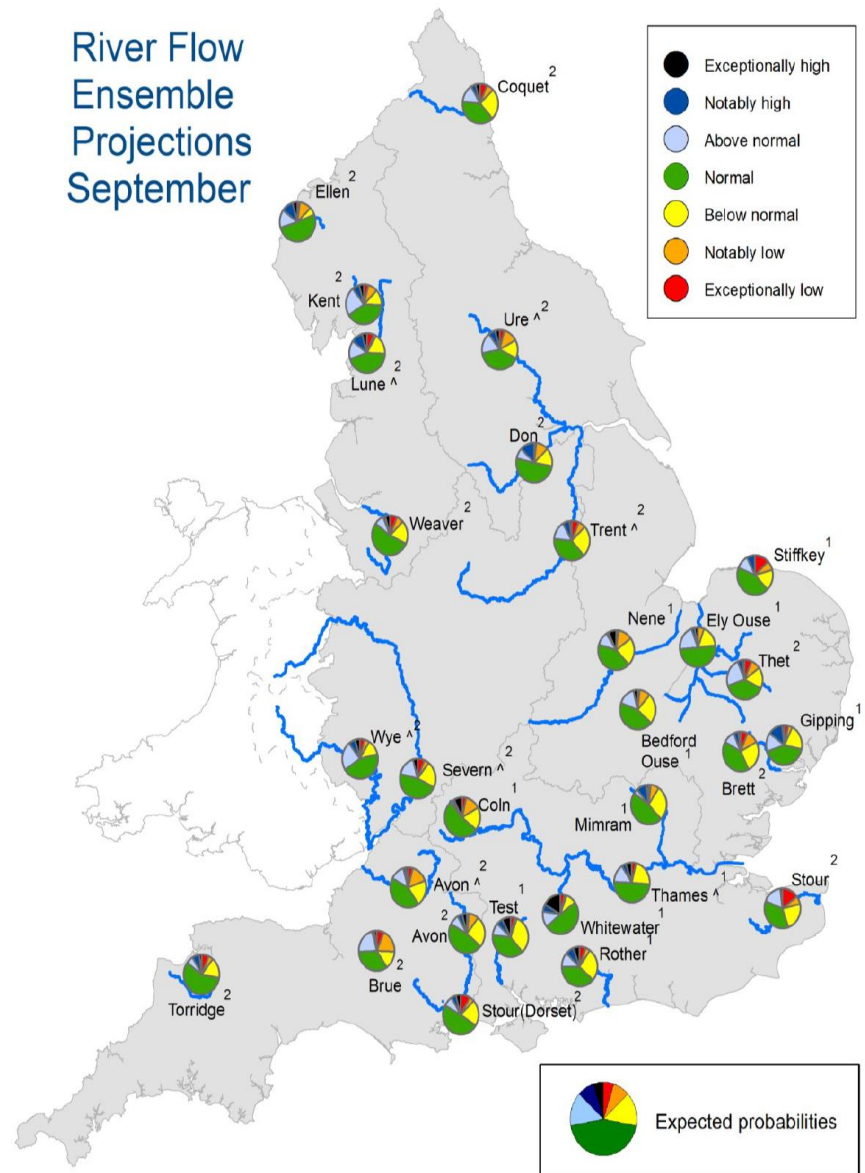 River Flow
Ensemble
Projections
September
Exceptionally high
Notably high
Above normal
Normal
Below normal
Notably low
Exceptionally low
Coquet 2
Ellen 2
Kent 2
Ure ^ 2
Lune ^ 2
Don 2
Weaver 2
Trent ^ 2
Stiffkey 1
Nene 1
Ely Ouse 1
Thet 2
Gipping 1
Bedford
Ouse 1
Brett 2
Wye ^ 2
Severn ^ 2
Coln 1
Mimram 1
Avon ^ 2
Test 1
Thames ^ 1
Stour 2
Whitewater 1
Avon 2
Brue 2
Rother 1
Torridge 2
Stour(Dorset) 2
Expected probabilities